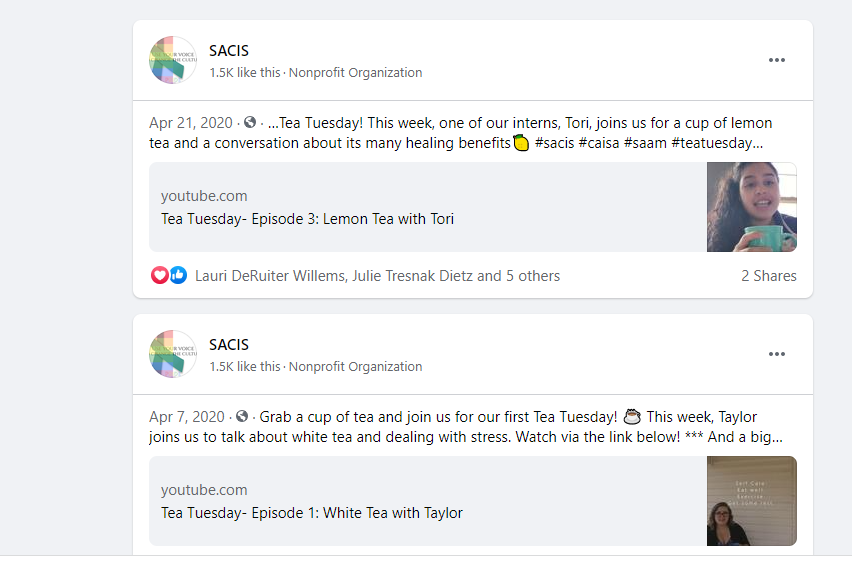 SACIS
1.5K like this · Nonprofit Organization
Apr 21, 2020 · · ...Tea Tuesday! This week, one of our interns, Tori, joins us for a cup of lemon
tea and a conversation about its many healing benefits🍋 #sacis #caisa #saam #teatuesday...
youtube.com
Tea Tuesday- Episode 3: Lemon Tea with Tori
Lauri DeRuiter Willems, Julie Tresnak Dietz and 5 others
2 Shares
SACIS
1.5K like this · Nonprofit Organization
Apr 7, 2020 · · Grab a cup of tea and join us for our first Tea Tuesday! ☕ This week, Taylor
joins us to talk about white tea and dealing with stress. Watch via the link below! *** And a big...
youtube.com
Tea Tuesday- Episode 1: White Tea with Taylor
Self Care:
Eat well
Exercise
Get some rest